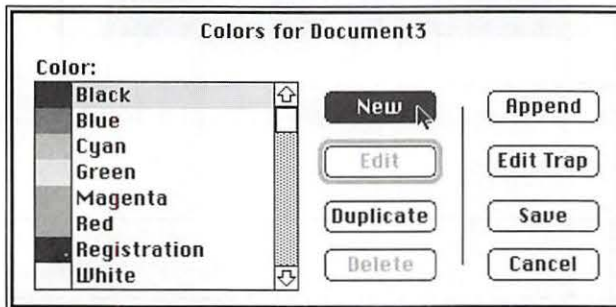 Colors for Document3
Color:
Black
Blue
Cyan
Green
Magenta
Red
Registration
White
New
Edit
Duplicate
Delete
Append
Edit Trap
Save
Cancel